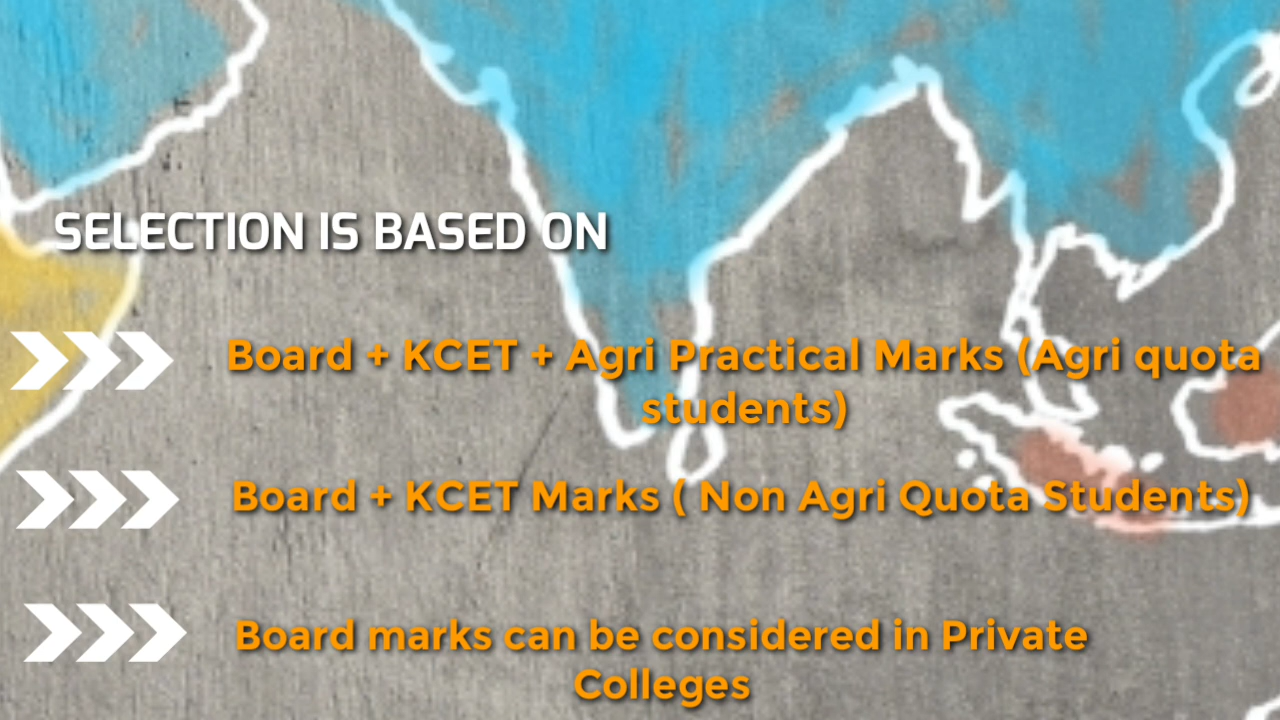 SELECTION IS BASED ON
Board + KCET + Agri Practical Marks (Agri quota
students)
Board + KCET Marks ( Non Agri Quota Students)
Board marks can be considered in Private
Colleges